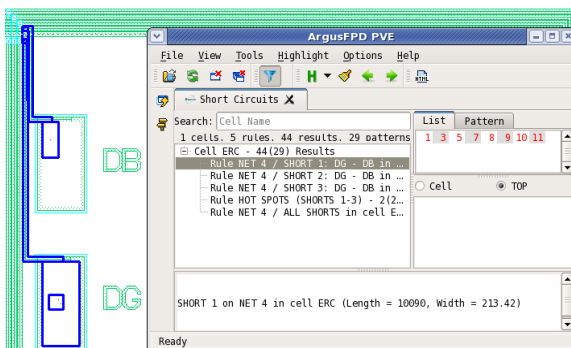 ArgusFPD PVE
File View Tools Highlight Options Help
H
HTML
Short Circuits X
Search: Cell Name
1 cells. 5 rules. 44 results. 29 patterns
Cell ERC - 44(29) Results
Rule NET 4 / SHORT 1: DG - DB in ...
Rule NET 4 / SHORT 2: DG - DB in ...
Rule NET 4 / SHORT 3: DG - DB in ...
Rule HOT SPOTS (SHORTS 1-3) - 2(2...
Rule NET 4 / ALL SHORTS in cell E...
List Pattern
1 3 5 7 8 9 10 11
Cell TOP
SHORT 1 on NET 4 in cell ERC (Length = 10090, Width = 213.42)
Ready
DB
DG